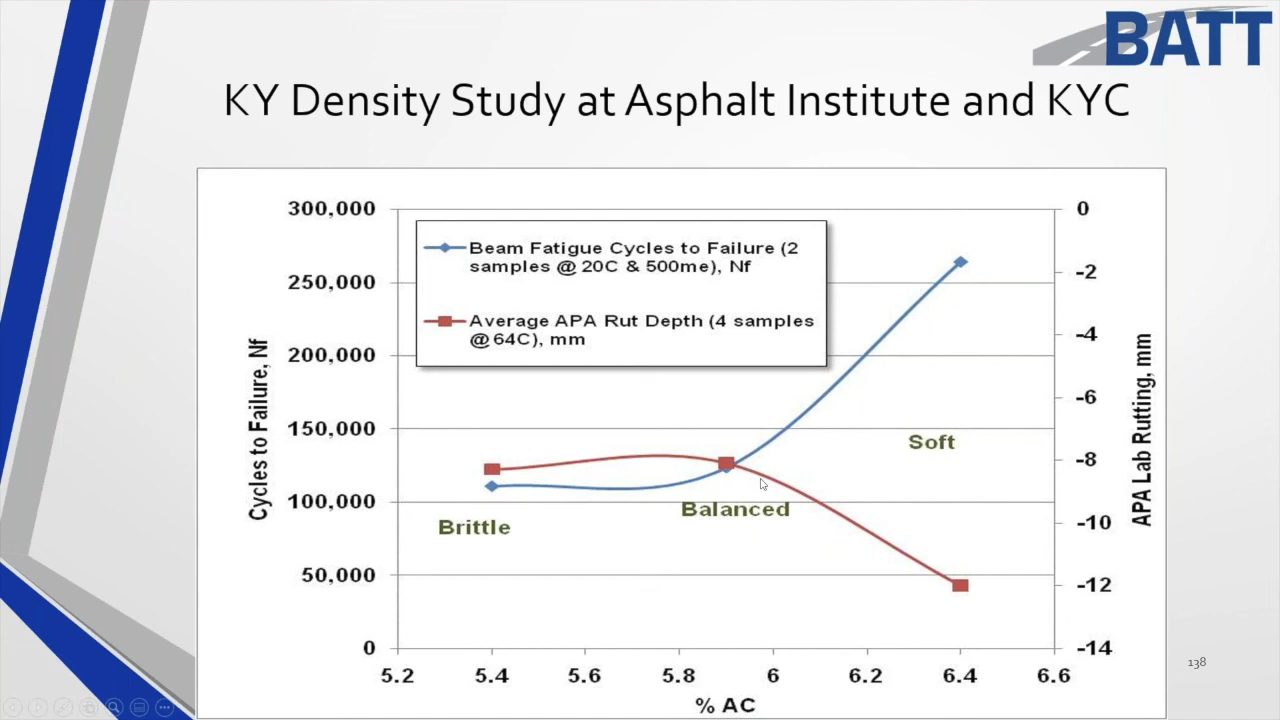 BATT
KY Density Study at Asphalt Institute and KYC
300,000
250,000
200,000
150,000
100,000
50,000
0
Cycles to Failure, Nf
Beam Fatigue Cycles to Failure (2
samples @ 20C & 500me), Nf
Average APA Rut Depth (4 samples
@64C), mm
Brittle
Balanced
Soft
0
-2
-4
-6
-8
-10
-12
-14
APA Lab Rutting, mm
5.2 5.4 5.6 5.8 6 6.2 6.4 6.6
% AC
138